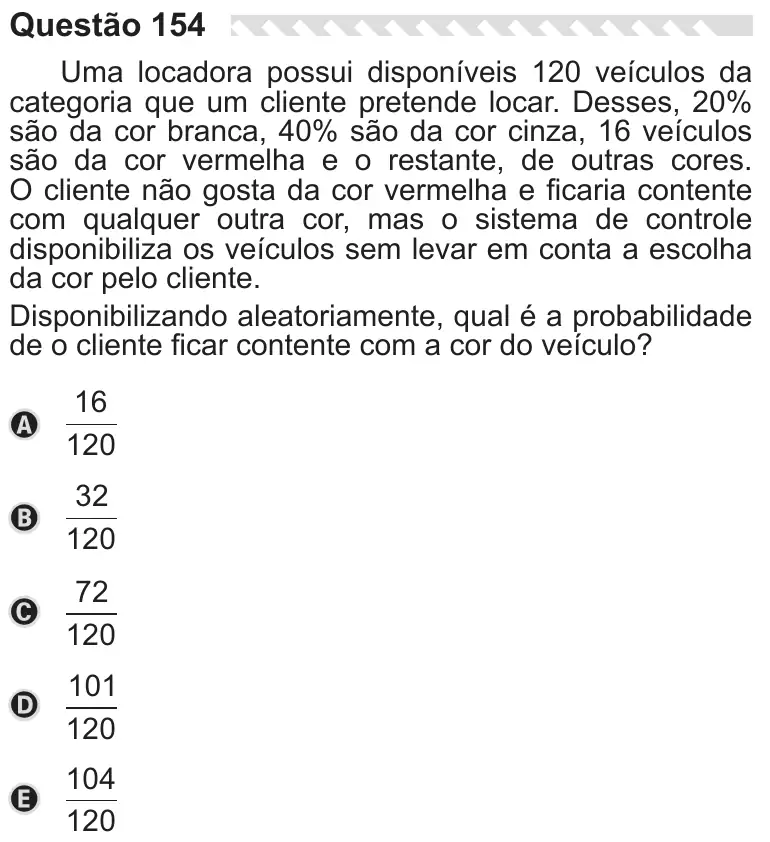 Questão 154
Uma locadora possui disponíveis 120 veículos da
categoria que um cliente pretende locar. Desses, 20%
são da cor branca, 40% são da cor cinza, 16 veículos
são da cor vermelha e o restante, de outras cores.
O cliente não gosta da cor vermelha e ficaria contente
com qualquer outra cor, mas o sistema de controle
disponibiliza os veículos sem levar em conta a escolha
da cor pelo cliente.
Disponibilizando aleatoriamente, qual é a probabilidade
de o cliente ficar contente com a cor do veículo?
A 16
120
B 32
120
C 72
120
D 101
120
E 104
120